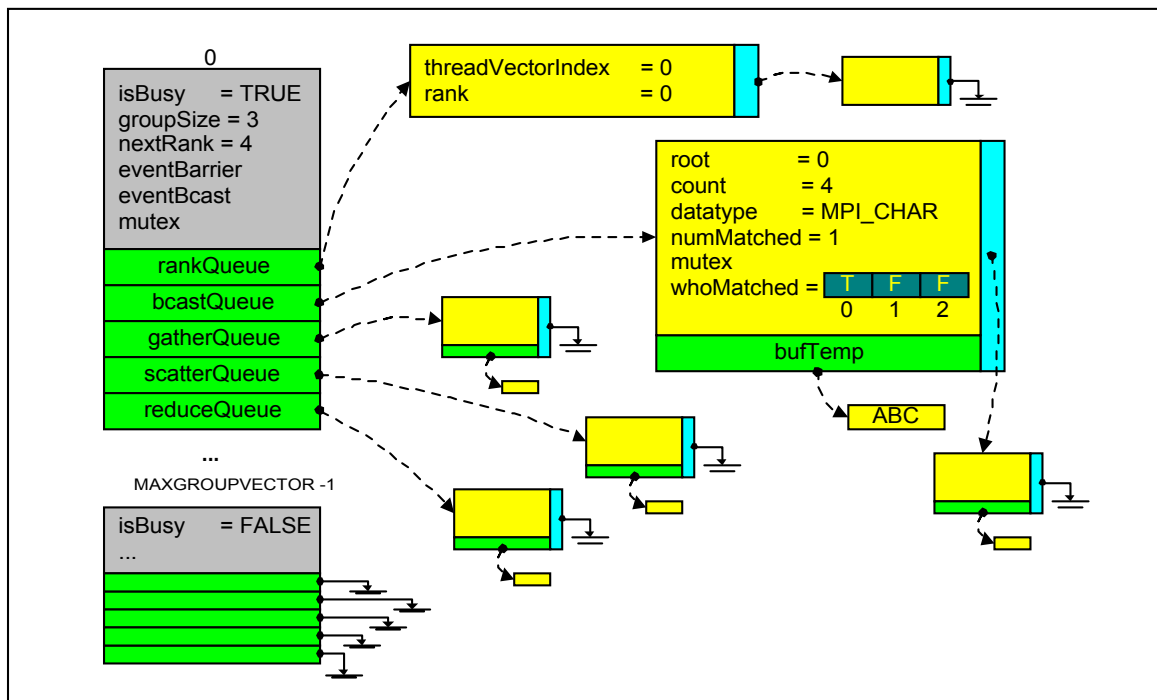 0
isBusy = TRUE
groupSize = 3
nextRank = 4
eventBarrier
eventBcast
mutex
rankQueue
bcastQueue
gatherQueue
scatterQueue
reduceQueue
...
MAXGROUPVECTOR -1
isBusy = FALSE
...
threadVectorIndex = 0
rank = 0
root = 0
count = 4
datatype = MPI_CHAR
numMatched = 1
mutex
whoMatched = T F F
0 1 2
bufTemp
ABC